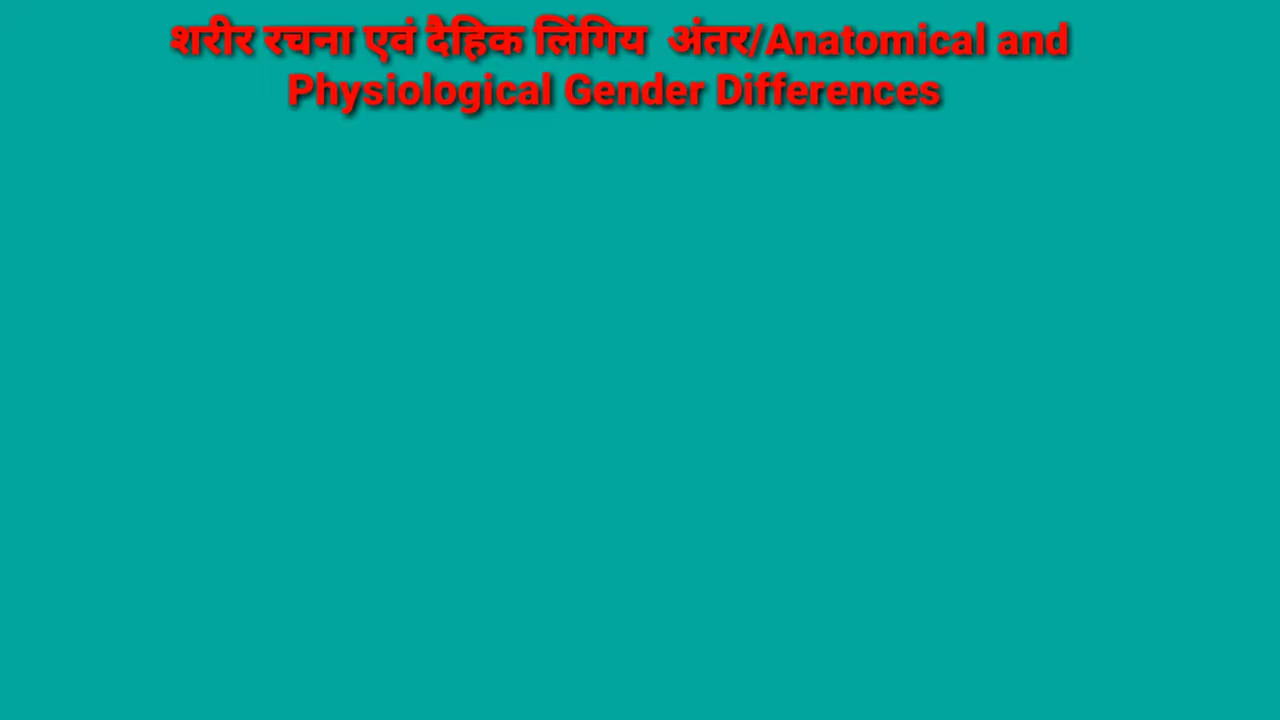 शरीर रचना एवं दैहिक लिंगिय अंतर/Anatomical and
Physiological Gender Differences